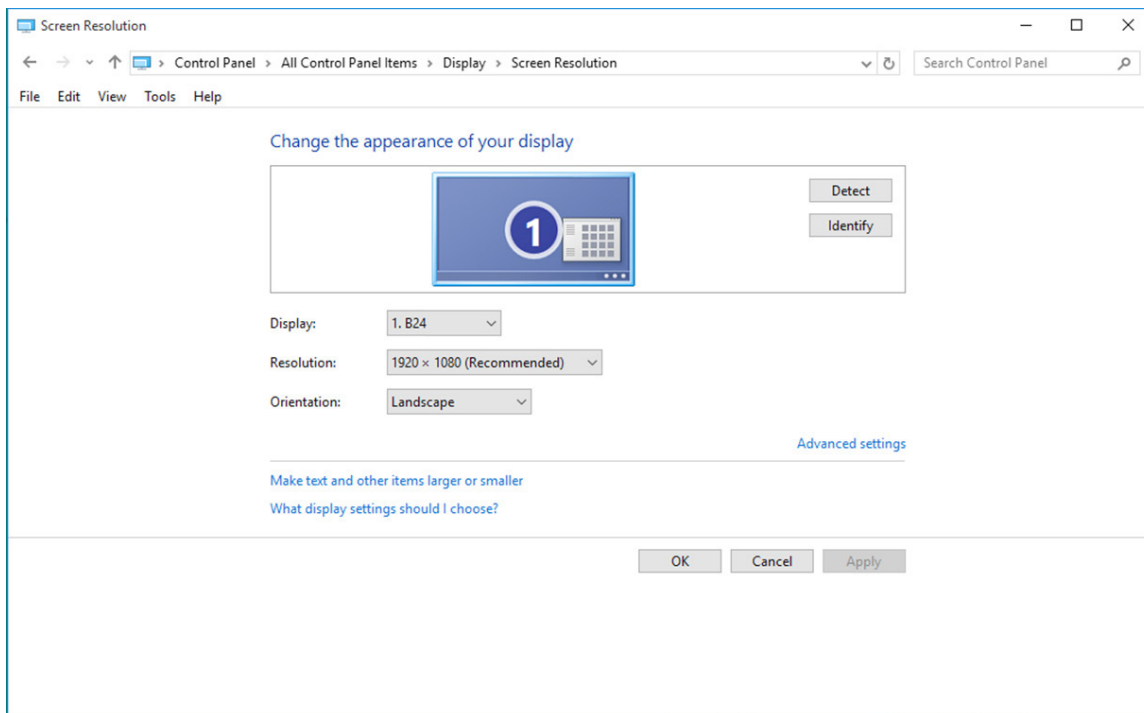 Screen Resolution
Control Panel > All Control Panel Items > Display > Screen Resolution
Search Control Panel
File Edit View Tools Help
Change the appearance of your display
1
Detect
Identify
Display: 1. B24
Resolution: 1920 × 1080 (Recommended)
Orientation: Landscape
Advanced settings
Make text and other items larger or smaller
What display settings should I choose?
OK Cancel Apply